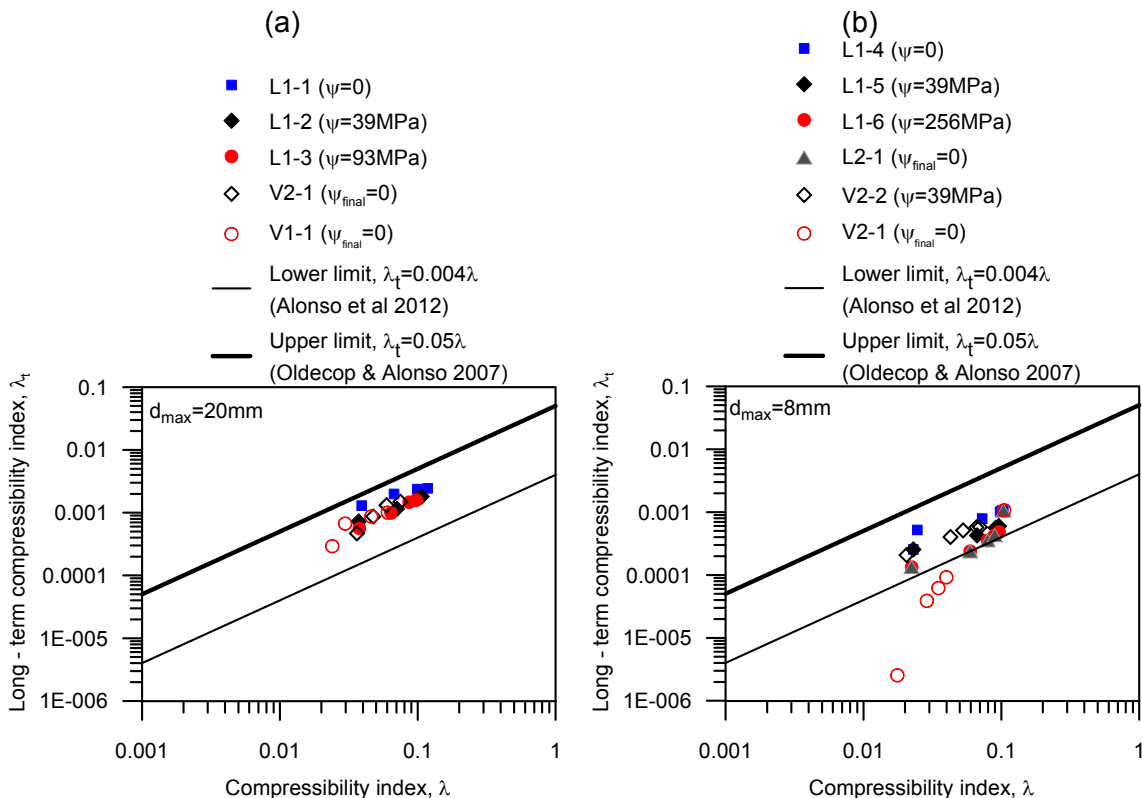 (a)
L1-1 (ψ=0)
L1-2 (ψ=39MPa)
L1-3 (ψ=93MPa)
V2-1 (ψfinal=0)
V1-1 (ψfinal=0)
Lower limit, λt=0.004λ
(Alonso et al 2012)
Upper limit, λt=0.05λ
(Oldecop & Alonso 2007)
dmax=20mm
Long - term compressibility index, λt
0.1
0.01
0.001
0.0001
1E-005
1E-006
0.001
0.01
0.1
1
Compressibility index, λ
(b)
L1-4 (ψ=0)
L1-5 (ψ=39MPa)
L1-6 (ψ=256MPa)
L2-1 (ψfinal=0)
V2-2 (ψ=39MPa)
V2-1 (ψfinal=0)
Lower limit, λt=0.004λ
(Alonso et al 2012)
Upper limit, λt=0.05λ
(Oldecop & Alonso 2007)
dmax=8mm
Long - term compressibility index, λt
0.1
0.01
0.001
0.0001
1E-005
1E-006
0.001
0.01
0.1
1
Compressibility index, λ